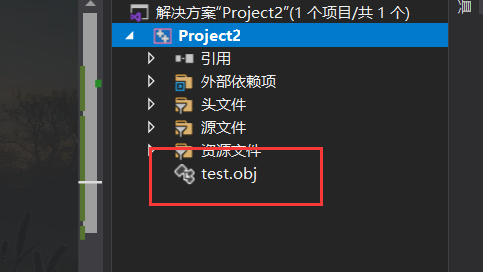 解决方案"Project2"(1 个项目/共 1 个)
Project2
引用
外部依赖项
头文件
源文件
资源文件
test.obj